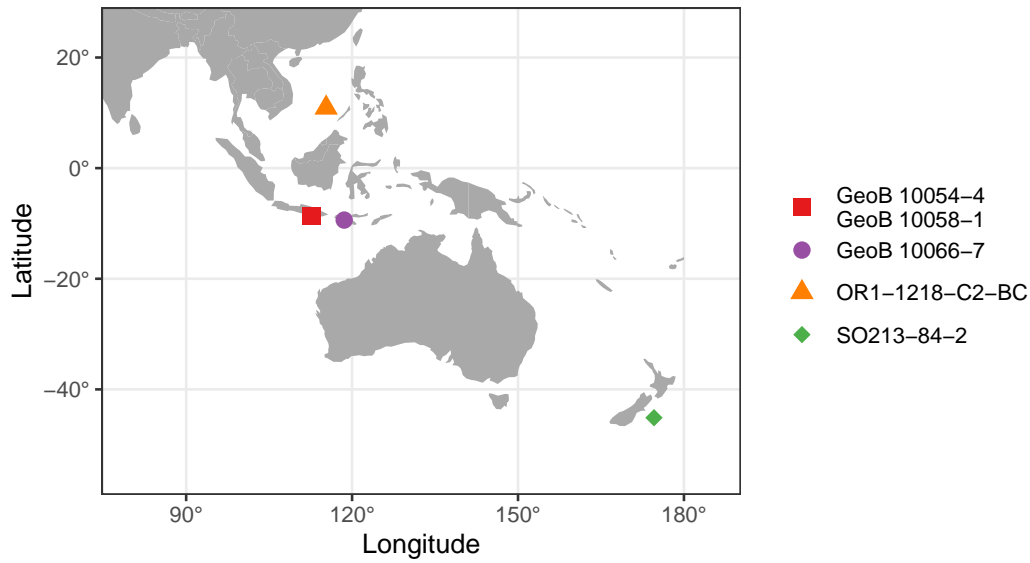 20°
0°
−20°
−40°
Latitude
90°
120°
150°
180°
Longitude
GeoB 10054−4
GeoB 10058−1
GeoB 10066−7
OR1−1218−C2−BC
SO213−84−2